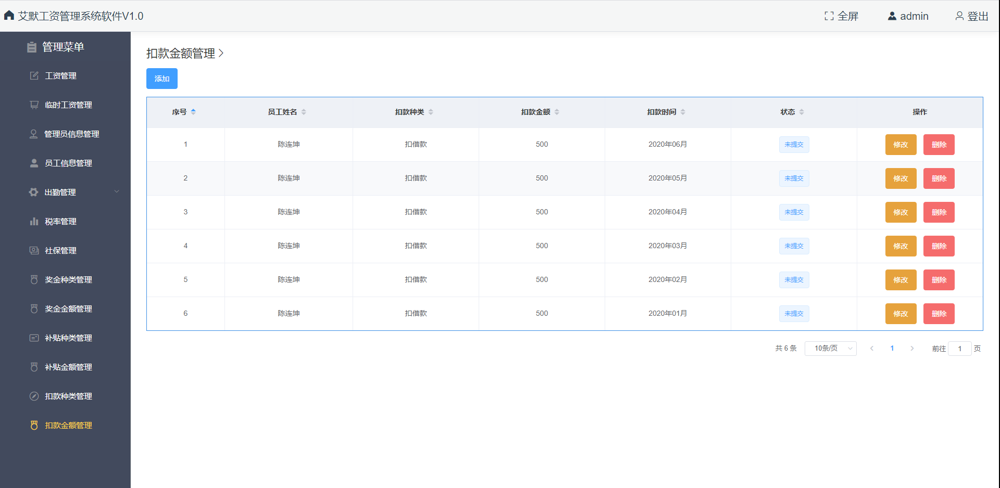 艾默工资管理系统软件V1.0
全屏
admin
登出
管理菜单
工资管理
临时工资管理
管理员信息管理
员工信息管理
出勤管理
税率管理
社保管理
奖金种类管理
奖金金额管理
补贴种类管理
补贴金额管理
扣款种类管理
扣款金额管理
扣款金额管理
添加
序号 员工姓名 扣款种类 扣款金额 扣款时间 状态 操作
1 陈连坤 扣借款 500 2020年06月 未提交 修改 删除
2 陈连坤 扣借款 500 2020年05月 未提交 修改 删除
3 陈连坤 扣借款 500 2020年04月 未提交 修改 删除
4 陈连坤 扣借款 500 2020年03月 未提交 修改 删除
5 陈连坤 扣借款 500 2020年02月 未提交 修改 删除
6 陈连坤 扣借款 500 2020年01月 未提交 修改 删除
共 6 条 10条/页 1 前往 1 页